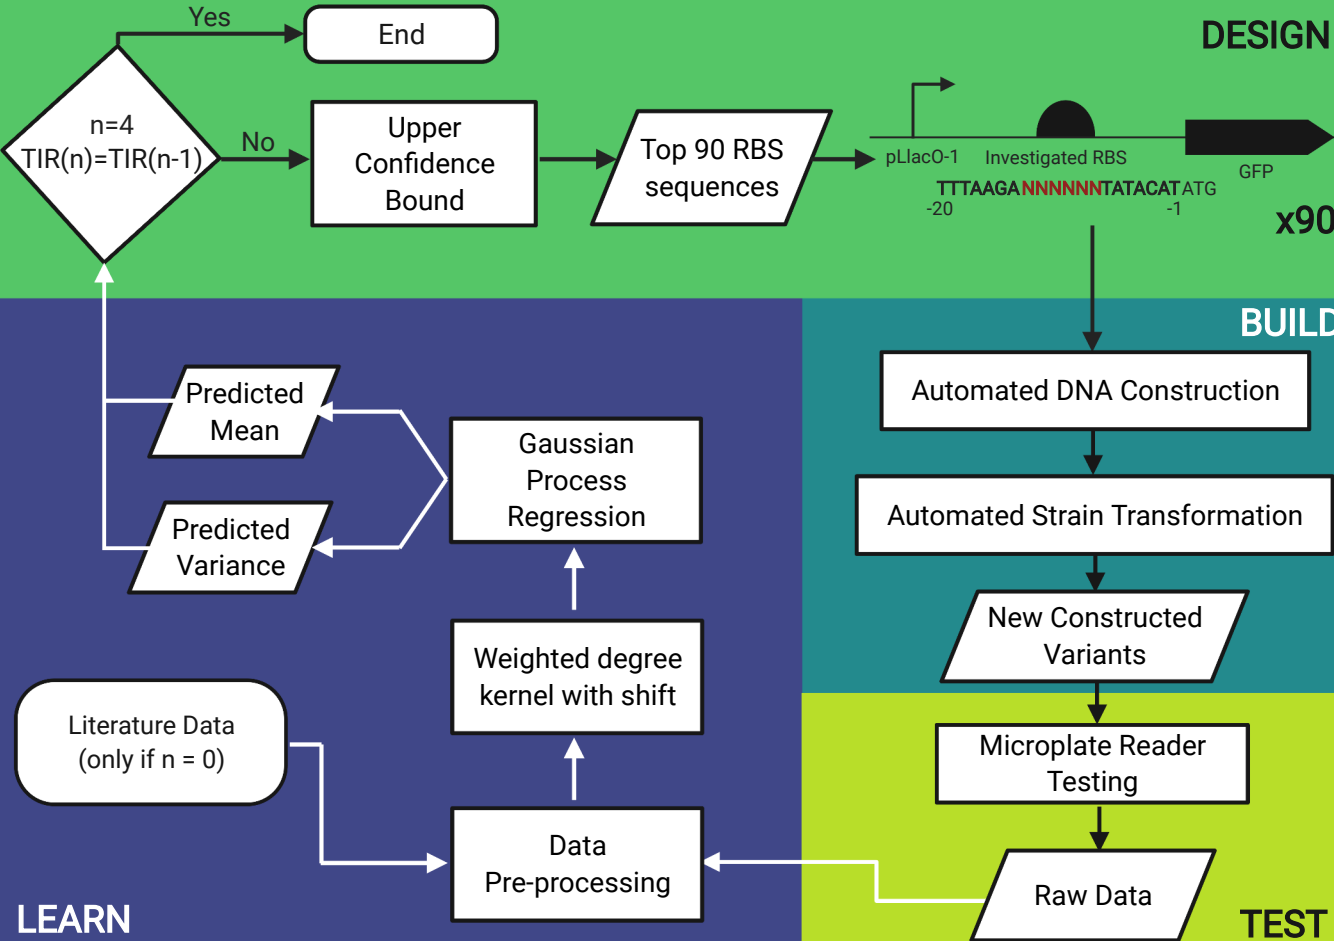 Yes
End
DESIGN
n=4
TIR(n)=TIR(n-1)
No
Upper
Confidence
Bound
Top 90 RBS
sequences
pLlacO-1
Investigated RBS
GFP
TTTAAGANNNNNNTATACATATG
-20
-1
x90
BUILD
Automated DNA Construction
Automated Strain Transformation
New Constructed
Variants
Microplate Reader
Testing
Raw Data
TEST
Predicted
Mean
Predicted
Variance
Gaussian
Process
Regression
Weighted degree
kernel with shift
Literature Data
(only if n = 0)
Data
Pre-processing
LEARN